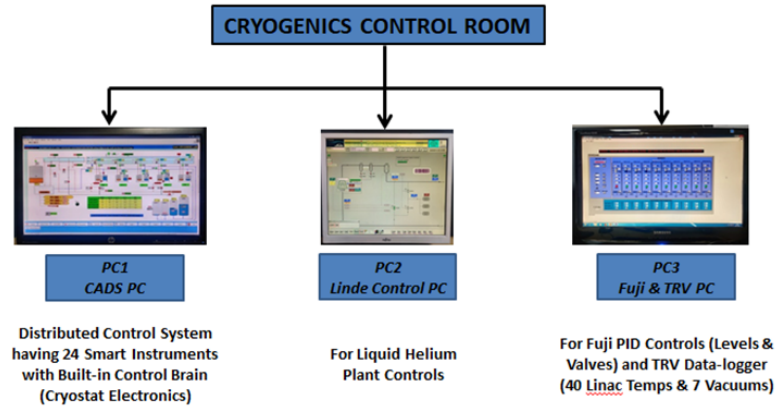 CRYOGENICS CONTROL ROOM
PC1
CADS PC
PC2
Linde Control PC
PC3
Fuji & TRV PC
Distributed Control System
having 24 Smart Instruments
with Built-in Control Brain
(Cryostat Electronics)
For Liquid Helium
Plant Controls
For Fuji PID Controls (Levels &
Valves) and TRV Data-logger
(40 Linac Temps & 7 Vacuums)